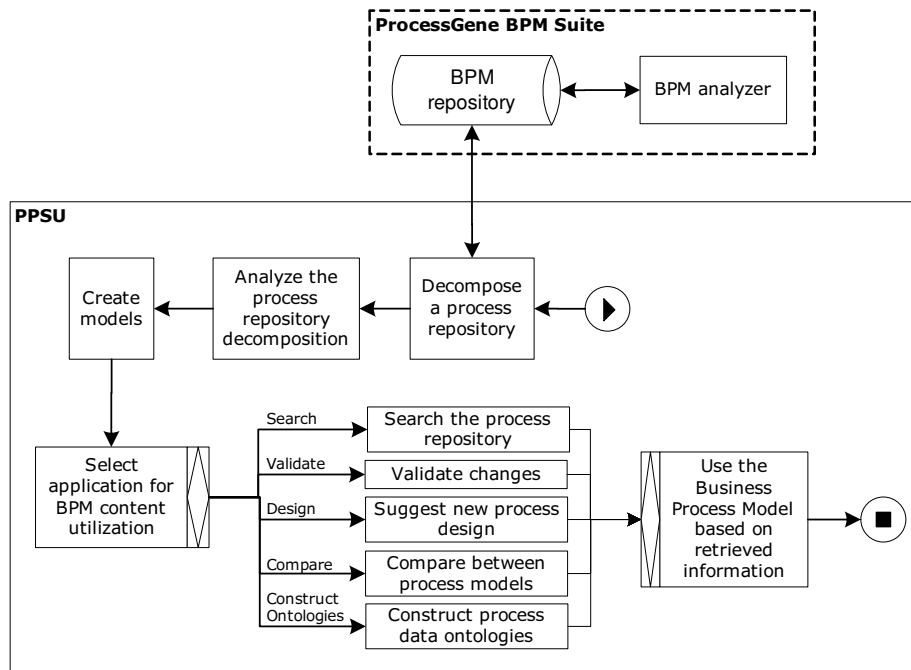 ProcessGene BPM Suite
BPM
repository
BPM analyzer
PPSU
Create
models
Analyze the
process
repository
decomposition
Decompose
a process
repository
Select
application for
BPM content
utilization
Search
Validate
Design
Compare
Construct
Ontologies
Search the process
repository
Validate changes
Suggest new process
design
Compare between
process models
Construct process
data ontologies
Use the
Business
Process Model
based on
retrieved
information